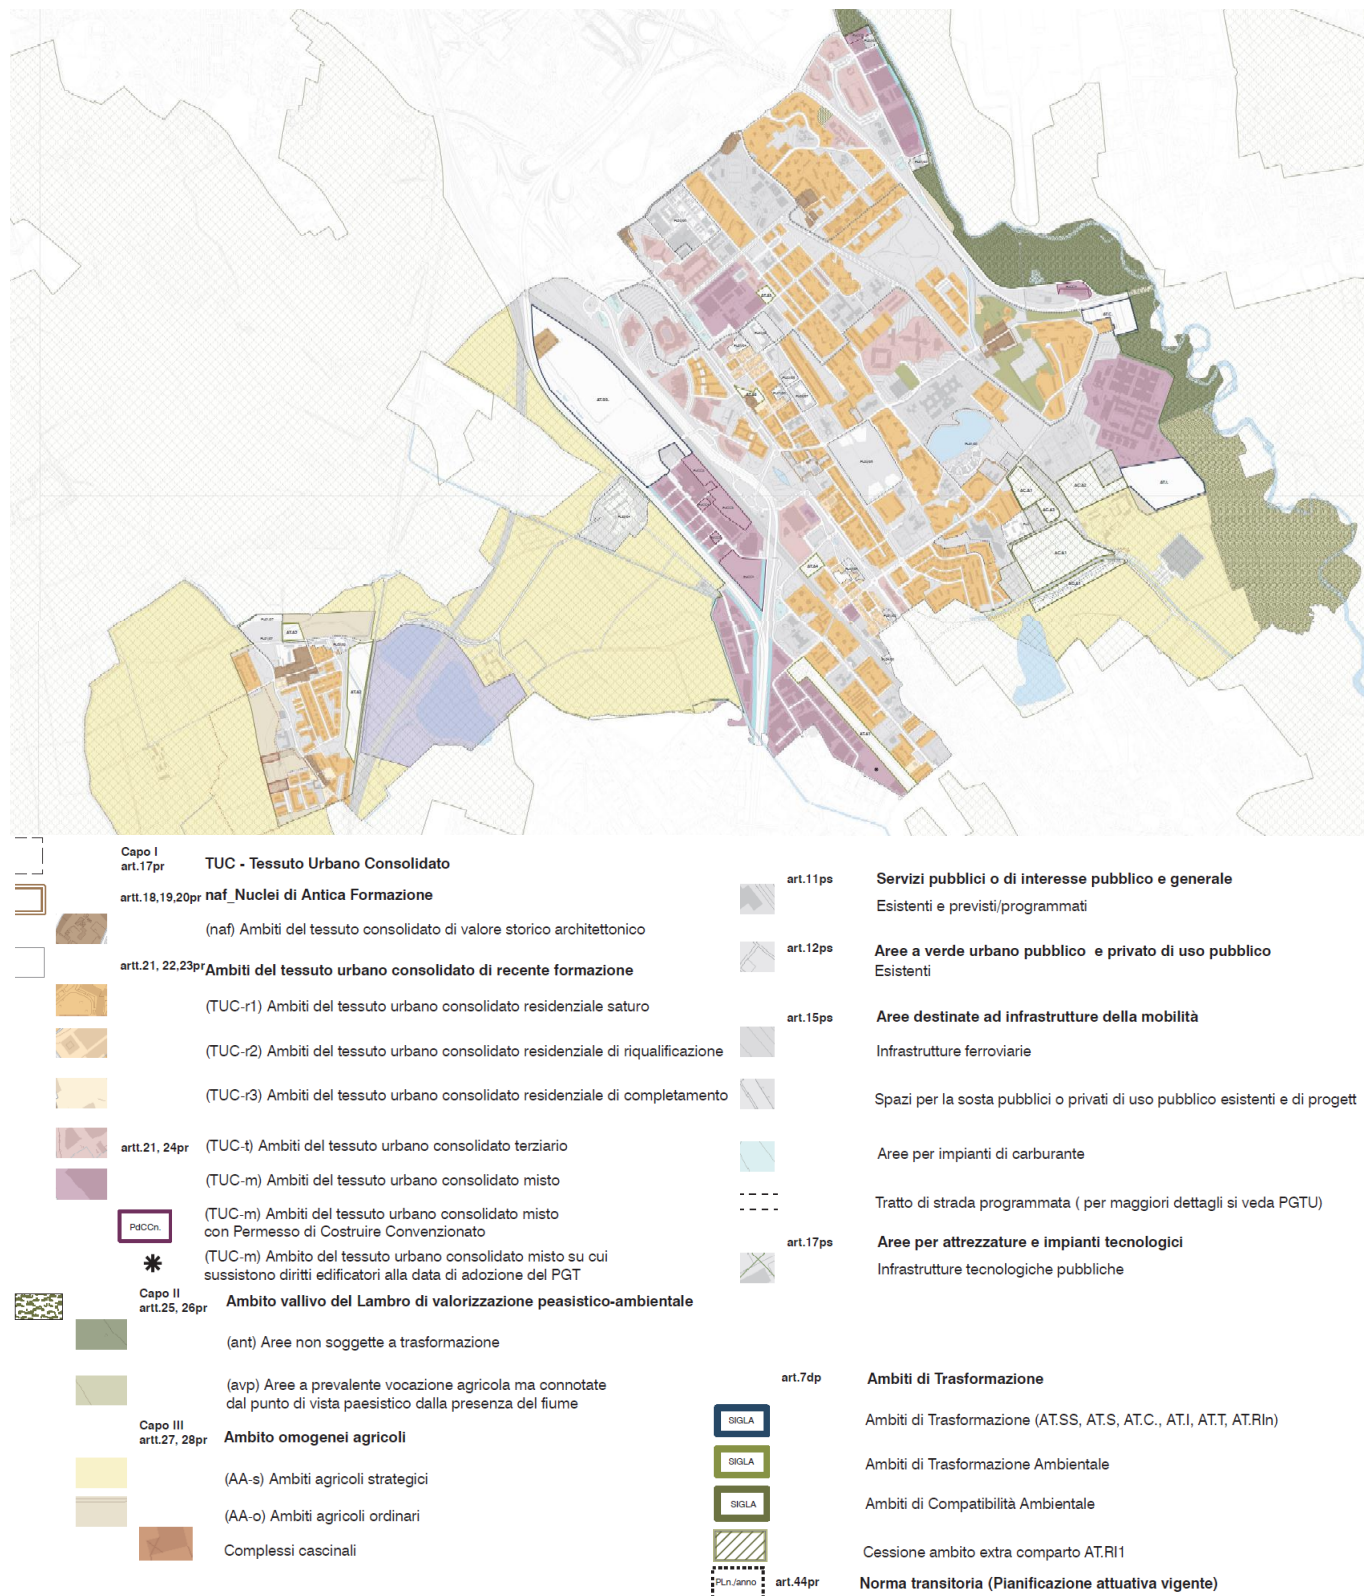 AT.SS.
AT.C.
AT.I.
AC.A1
AC.A2
AC.A3
Capo I
art.17pr
TUC - Tessuto Urbano Consolidato
artt.18,19,20pr
naf_Nuclei di Antica Formazione
(naf) Ambiti del tessuto consolidato di valore storico architettonico
artt.21, 22,23pr
Ambiti del tessuto urbano consolidato di recente formazione
(TUC-r1) Ambiti del tessuto urbano consolidato residenziale saturo
(TUC-r2) Ambiti del tessuto urbano consolidato residenziale di riqualificazione
(TUC-r3) Ambiti del tessuto urbano consolidato residenziale di completamento
artt.21, 24pr
(TUC-t) Ambiti del tessuto urbano consolidato terziario
(TUC-m) Ambiti del tessuto urbano consolidato misto
PdCCn.
(TUC-m) Ambiti del tessuto urbano consolidato misto
con Permesso di Costruire Convenzionato
(TUC-m) Ambito del tessuto urbano consolidato misto su cui
sussistono diritti edificatori alla data di adozione del PGT
Capo II
artt.25, 26pr
Ambito vallivo del Lambro di valorizzazione peasistico-ambientale
(ant) Aree non soggette a trasformazione
(avp) Aree a prevalente vocazione agricola ma connotate
dal punto di vista paesistico dalla presenza del fiume
Capo III
artt.27, 28pr
Ambito omogenei agricoli
(AA-s) Ambiti agricoli strategici
(AA-o) Ambiti agricoli ordinari
Complessi cascinali
art.11ps
Servizi pubblici o di interesse pubblico e generale
Esistenti e previsti/programmati
art.12ps
Aree a verde urbano pubblico e privato di uso pubblico
Esistenti
art.15ps
Aree destinate ad infrastrutture della mobilità
Infrastrutture ferroviarie
Spazi per la sosta pubblici o privati di uso pubblico esistenti e di progett
Aree per impianti di carburante
Tratto di strada programmata ( per maggiori dettagli si veda PGTU)
art.17ps
Aree per attrezzature e impianti tecnologici
Infrastrutture tecnologiche pubbliche
art.7dp
Ambiti di Trasformazione
SIGLA
Ambiti di Trasformazione (AT.SS, AT.S, AT.C., AT.I, AT.T, AT.RIn)
SIGLA
Ambiti di Trasformazione Ambientale
SIGLA
Ambiti di Compatibilità Ambientale
Cessione ambito extra comparto AT.RI1
PLn./anno
art.44pr
Norma transitoria (Pianificazione attuativa vigente)